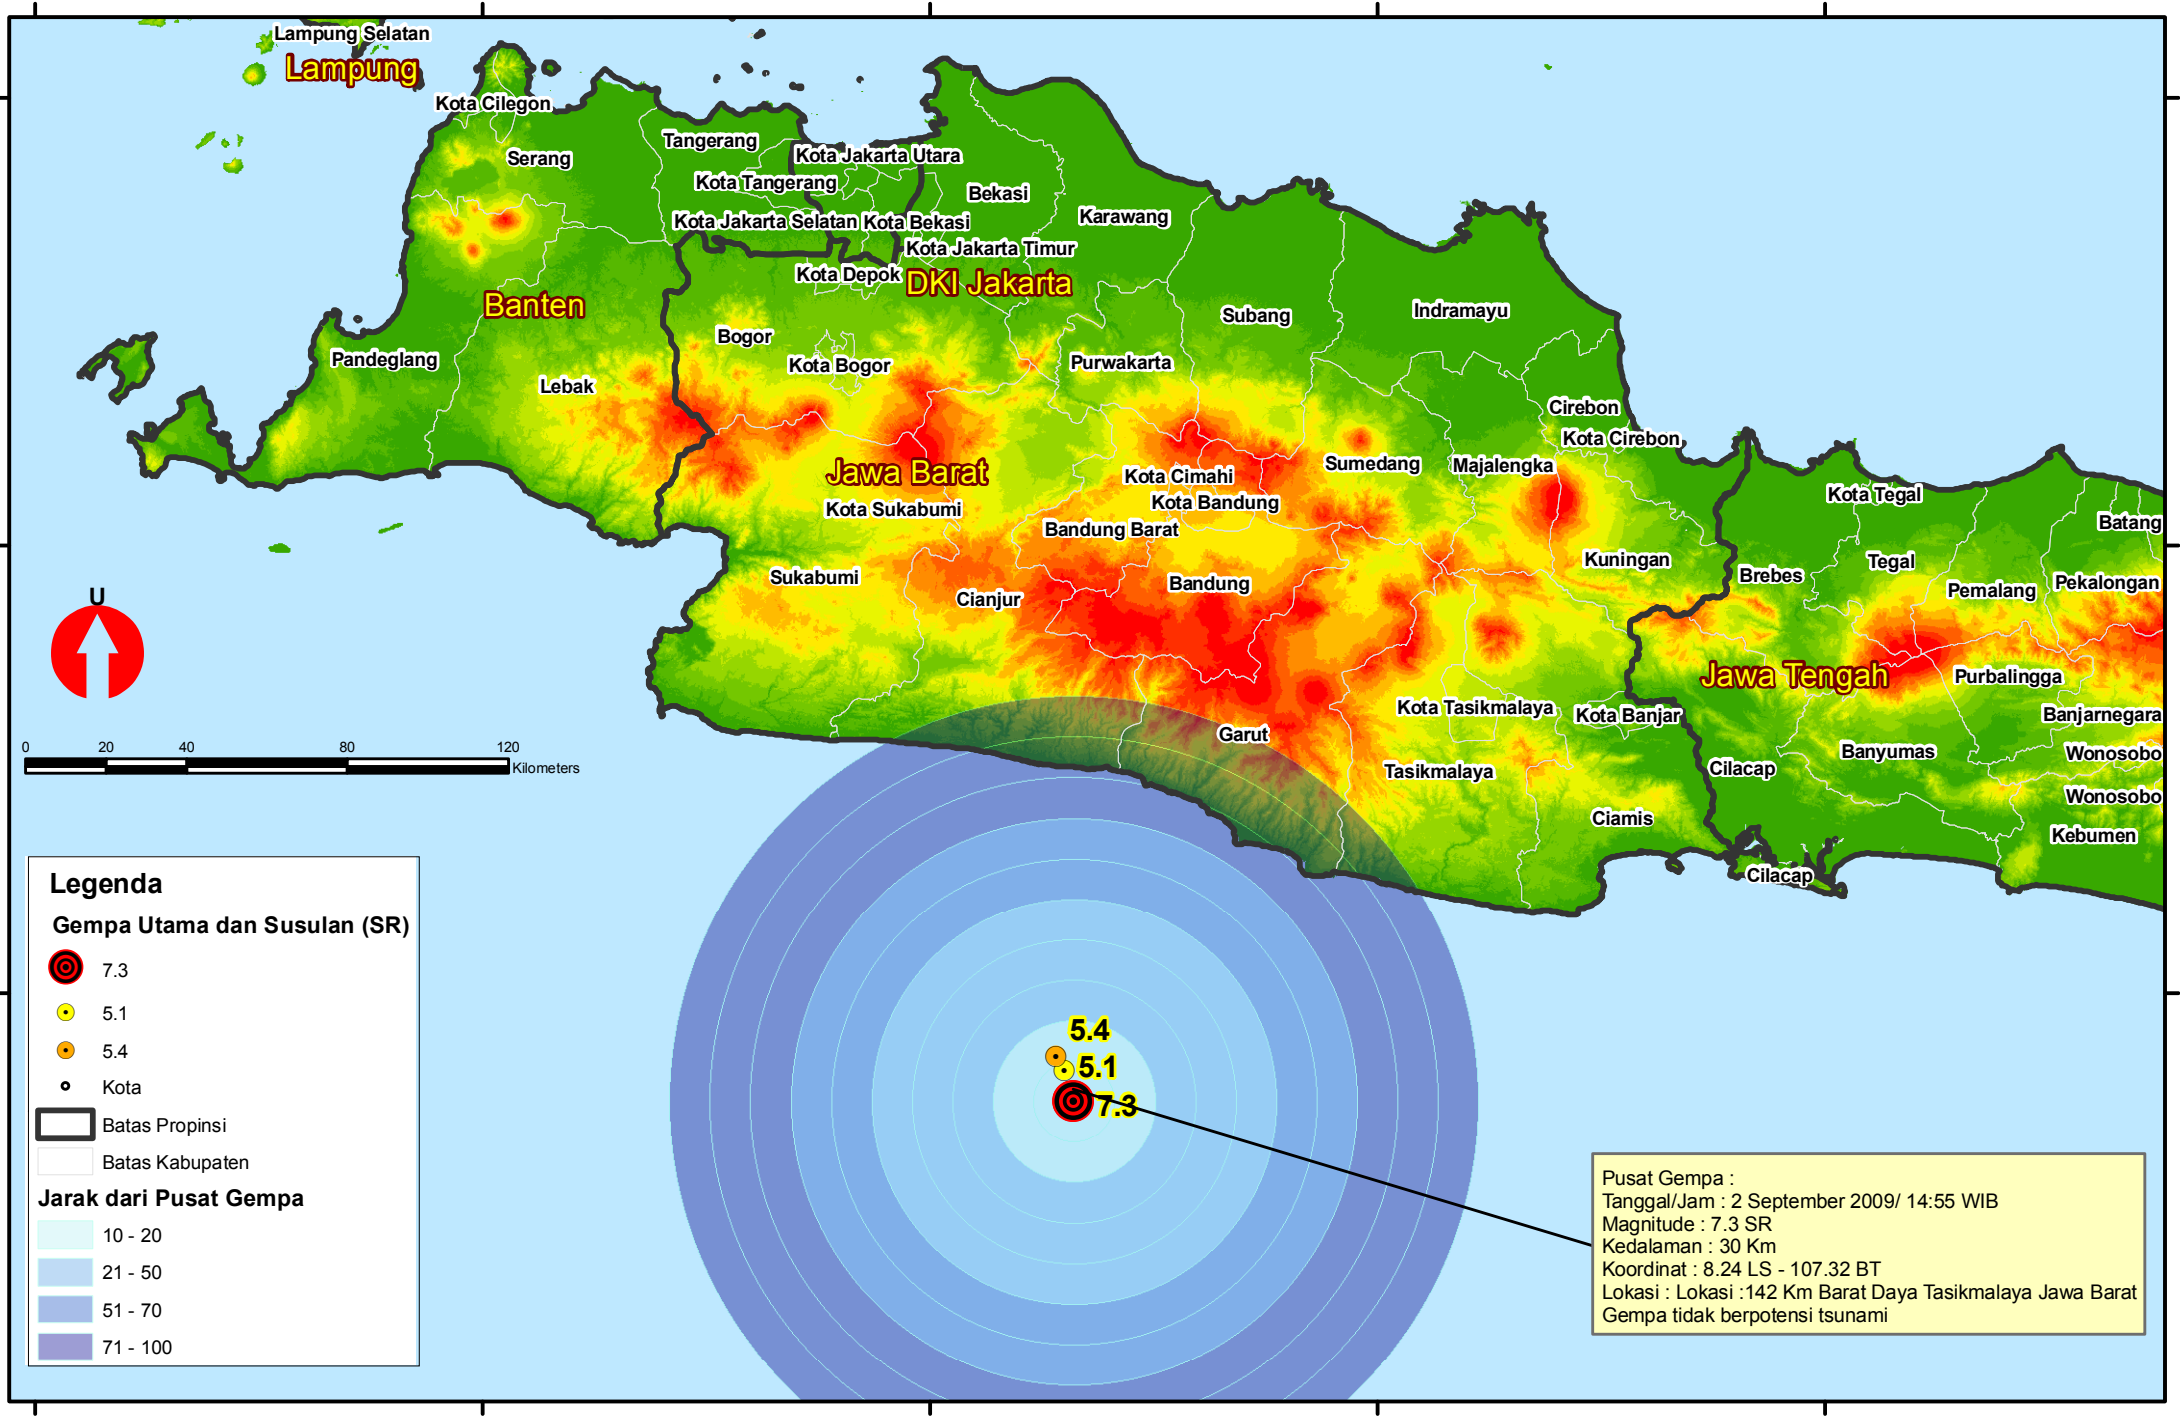 Lampung Selatan
Lampung
Kota Cilegon
Serang
Tangerang
Kota Jakarta Utara
Kota Tangerang
Bekasi
Kota Jakarta Selatan
Kota Bekasi
Karawang
Kota Jakarta Timur
Kota Depok
DKI Jakarta
Banten
Subang
Indramayu
Bogor
Pandeglang
Kota Bogor
Purwakarta
Lebak
Cirebon
Kota Cirebon
Jawa Barat
Kota Cimahi
Sumedang
Majalengka
Kota Tegal
Kota Sukabumi
Kota Bandung
Bandung Barat
Batang
Kuningan
Tegal
Sukabumi
Bandung
Brebes
Pekalongan
Cianjur
Pemalang
Jawa Tengah
Purbalingga
Kota Tasikmalaya
Kota Banjar
Banjarnegara
Garut
Banyumas
Wonosobo
Tasikmalaya
Cilacap
Wonosobo
Ciamis
Kebumen
Cilacap
U
0 20 40 80 120
Kilometers
Legenda
Gempa Utama dan Susulan (SR)
7.3
5.1
5.4
Kota
Batas Propinsi
Batas Kabupaten
Jarak dari Pusat Gempa
10 - 20
21 - 50
51 - 70
71 - 100
5.4
5.1
7.3
Pusat Gempa :
Tanggal/Jam : 2 September 2009/ 14:55 WIB
Magnitude : 7.3 SR
Kedalaman : 30 Km
Koordinat : 8.24 LS - 107.32 BT
Lokasi : Lokasi :142 Km Barat Daya Tasikmalaya Jawa Barat
Gempa tidak berpotensi tsunami